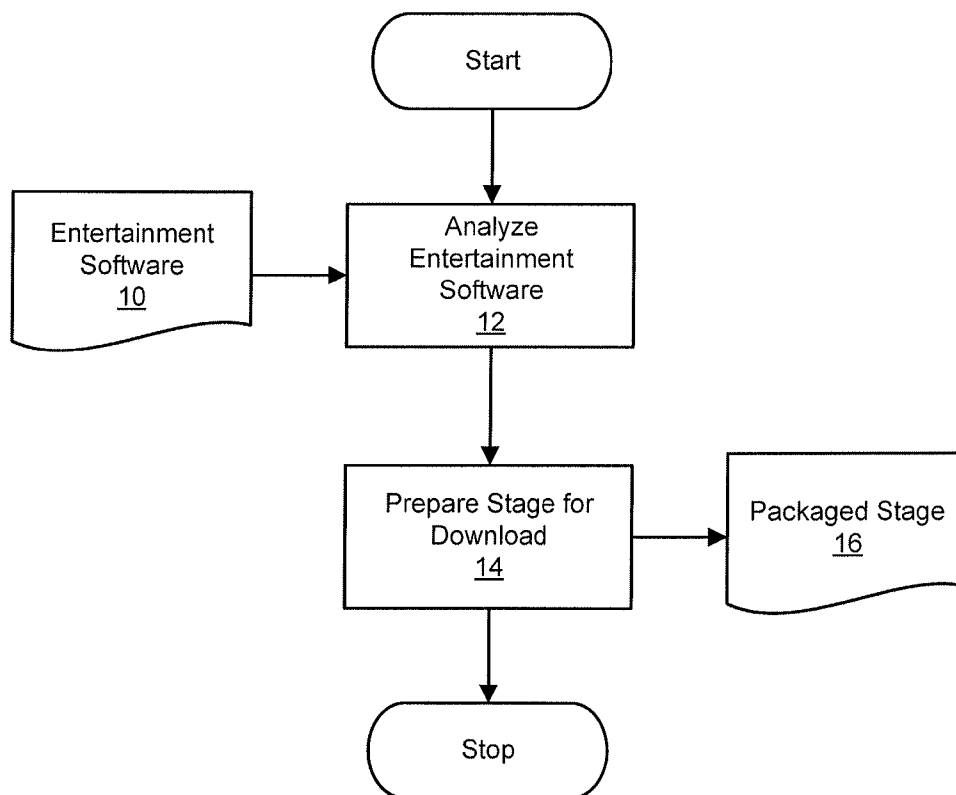 Start
Entertainment
Software
10
Analyze
Entertainment
Software
12
Prepare Stage for
Download
14
Packaged Stage
16
Stop